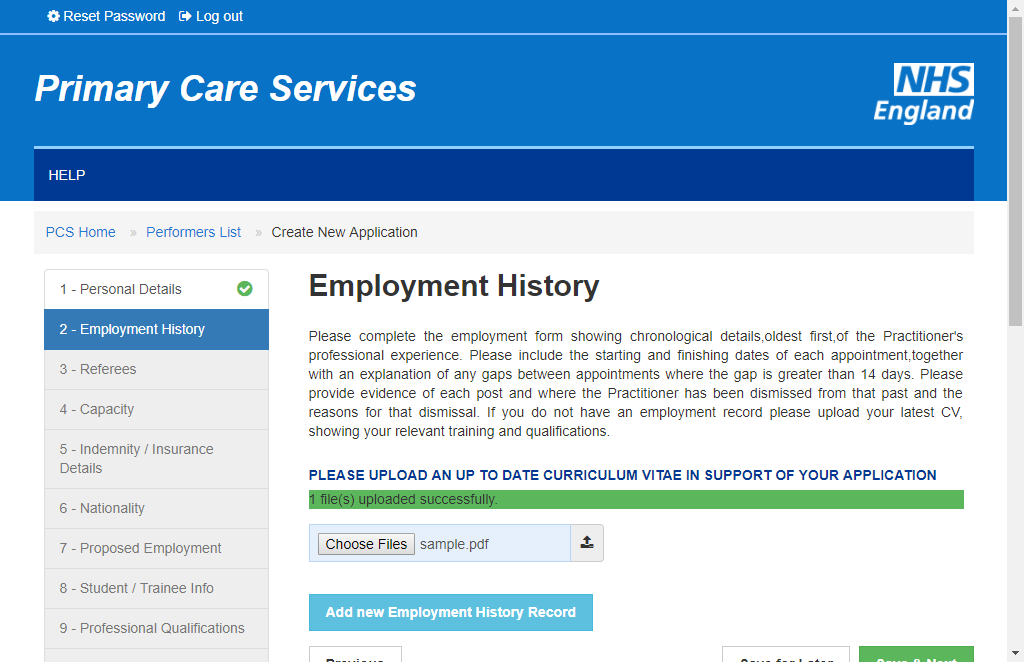 Reset Password Log out
Primary Care Services
NHS
England
HELP
PCS Home » Performers List » Create New Application
1 - Personal Details
2 - Employment History
3 - Referees
4 - Capacity
5 - Indemnity / Insurance
Details
6 - Nationality
7 - Proposed Employment
8 - Student / Trainee Info
9 - Professional Qualifications
Employment History
Please complete the employment form showing chronological details,oldest first,of the Practitioner's
professional experience. Please include the starting and finishing dates of each appointment,together
with an explanation of any gaps between appointments where the gap is greater than 14 days. Please
provide evidence of each post and where the Practitioner has been dismissed from that past and the
reasons for that dismissal. If you do not have an employment record please upload your latest CV,
showing your relevant training and qualifications.
PLEASE UPLOAD AN UP TO DATE CURRICULUM VITAE IN SUPPORT OF YOUR APPLICATION
1 file(s) uploaded successfully.
Choose Files sample.pdf
Add new Employment History Record
Previous Save for Later Save & Next